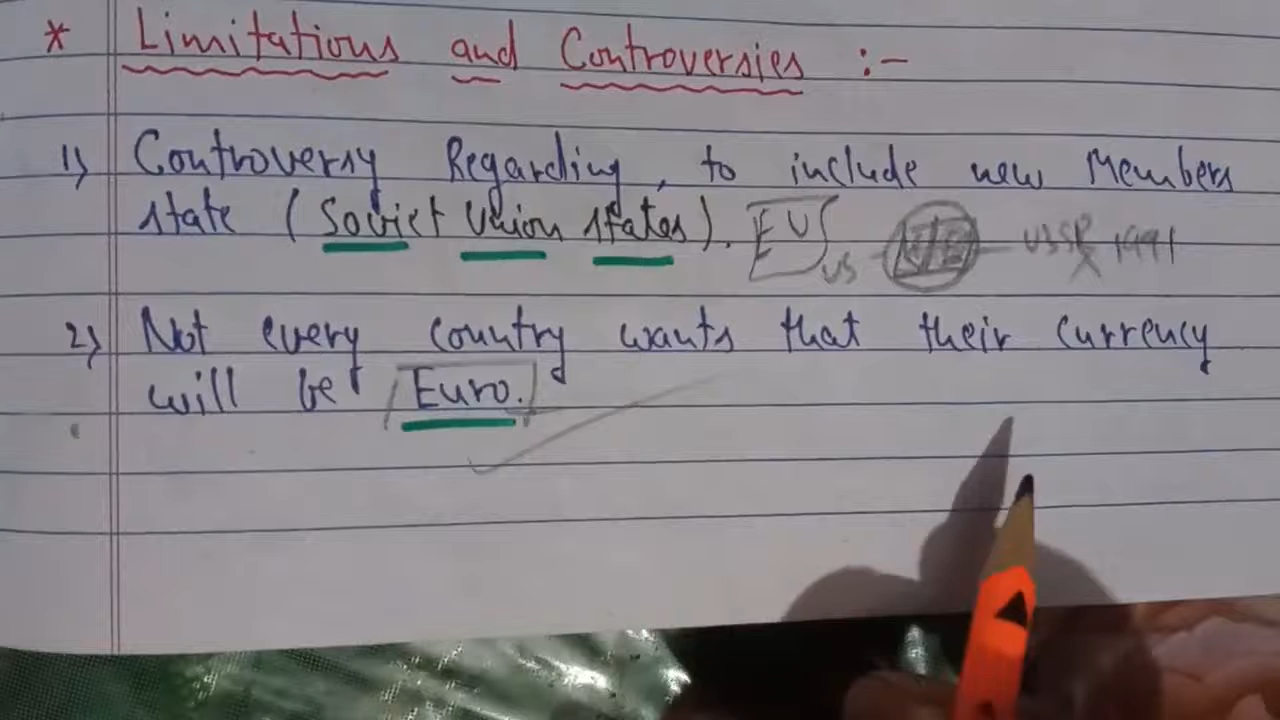 * Limitations and Controversies :-
1) Controversy Regarding, to include new Members
state (Soviet Union states). EU US USSR 1991
2) Not every country wants that their currency
will be Euro.